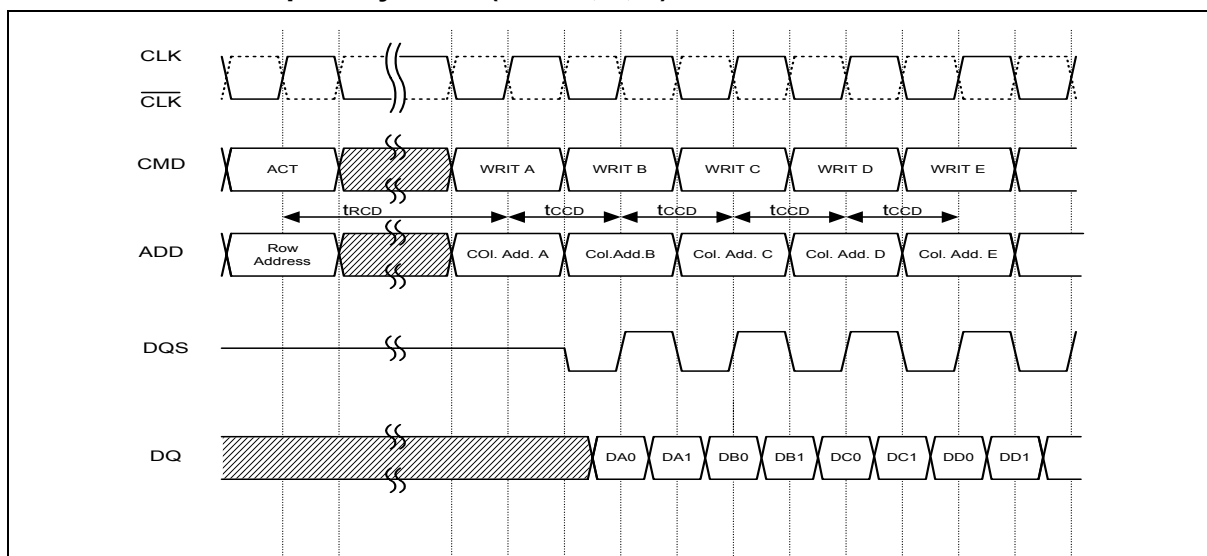 CLK
CLK
CMD ACT WRIT A WRIT B WRIT C WRIT D WRIT E
tRCD tCCD tCCD tCCD tCCD
ADD Row Address COl. Add. A Col.Add.B Col. Add. C Col. Add. D Col. Add. E
DQS
DQ DA0 DA1 DB0 DB1 DC0 DC1 DD0 DD1